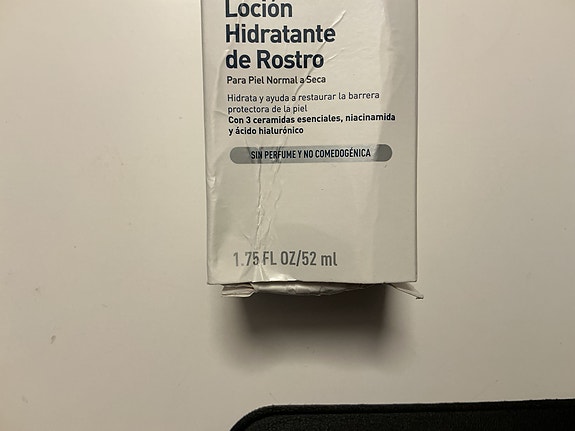 Loción
Hidratante
de Rostro
Para Piel Normal a Seca
Hidrata y ayuda a restaurar la barrera
protectora de la piel
Con 3 ceramidas esenciales, niacinamida
y ácido hialurónico
SIN PERFUME Y NO COMEDOGÉNICA
1.75 FL OZ/52 ml